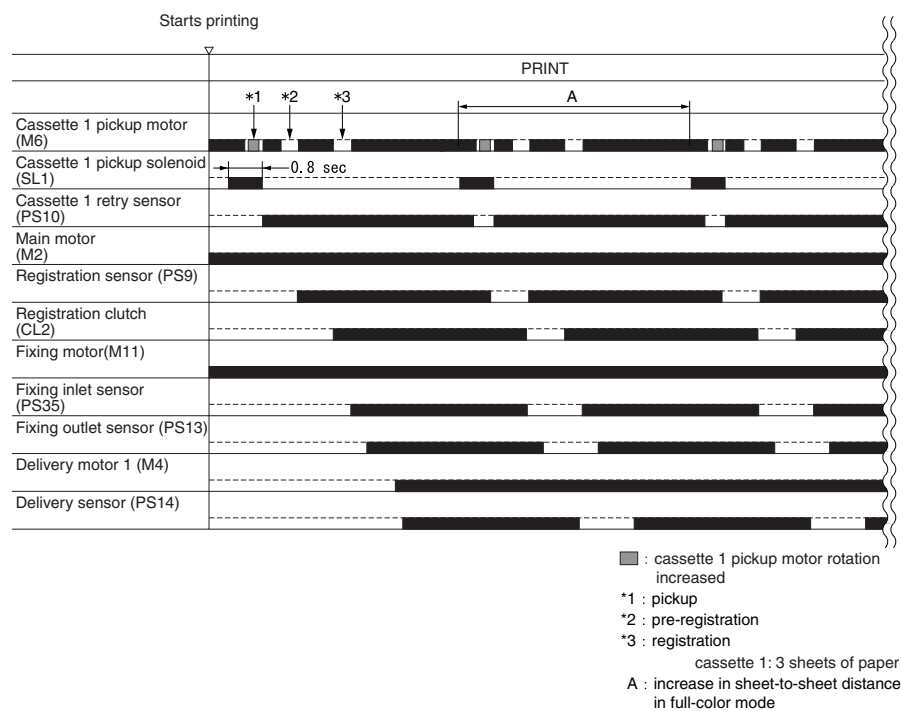 Starts printing
PRINT
*1 *2 *3 A
Cassette 1 pickup motor
(M6)
Cassette 1 pickup solenoid
(SL1)
0.8 sec
Cassette 1 retry sensor
(PS10)
Main motor
(M2)
Registration sensor (PS9)
Registration clutch
(CL2)
Fixing motor(M11)
Fixing inlet sensor
(PS35)
Fixing outlet sensor (PS13)
Delivery motor 1 (M4)
Delivery sensor (PS14)
: cassette 1 pickup motor rotation
increased
*1 : pickup
*2 : pre-registration
*3 : registration
cassette 1: 3 sheets of paper
A : increase in sheet-to-sheet distance
in full-color mode